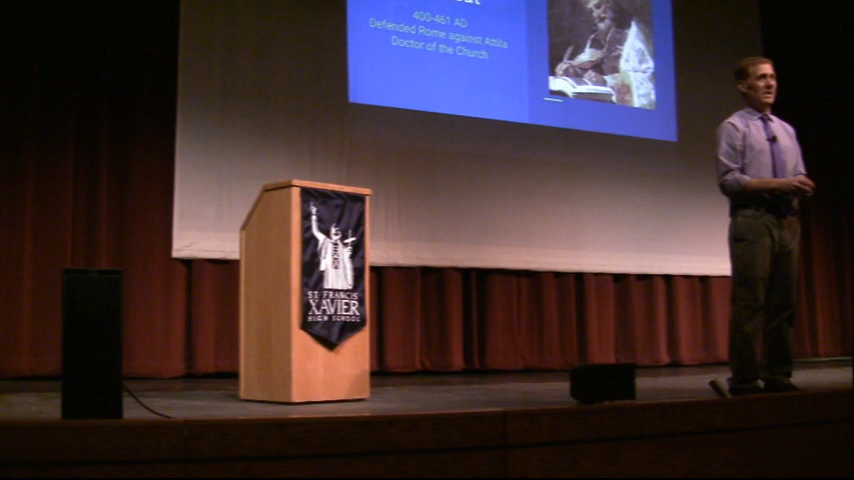 400-461 AD
Defended Rome against Attila
Doctor of the Church
ST. FRANCIS
XAVIER
HIGH SCHOOL